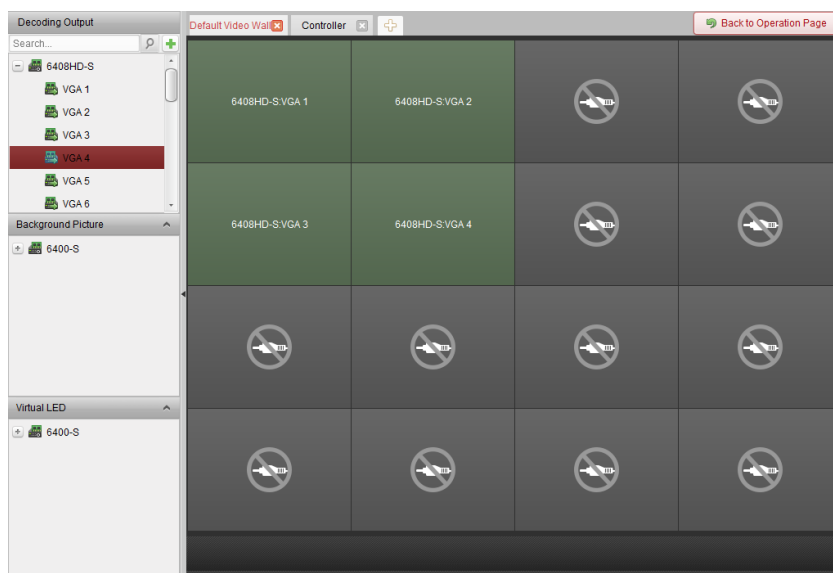 Decoding Output
Default Video Wall
Controller
Back to Operation Page
Search...
6408HD-S
VGA 1
VGA 2
VGA 3
VGA 4
VGA 5
VGA 6
Background Picture
6400-S
Virtual LED
6400-S
6408HD-S:VGA 1
6408HD-S:VGA 2
6408HD-S:VGA 3
6408HD-S:VGA 4